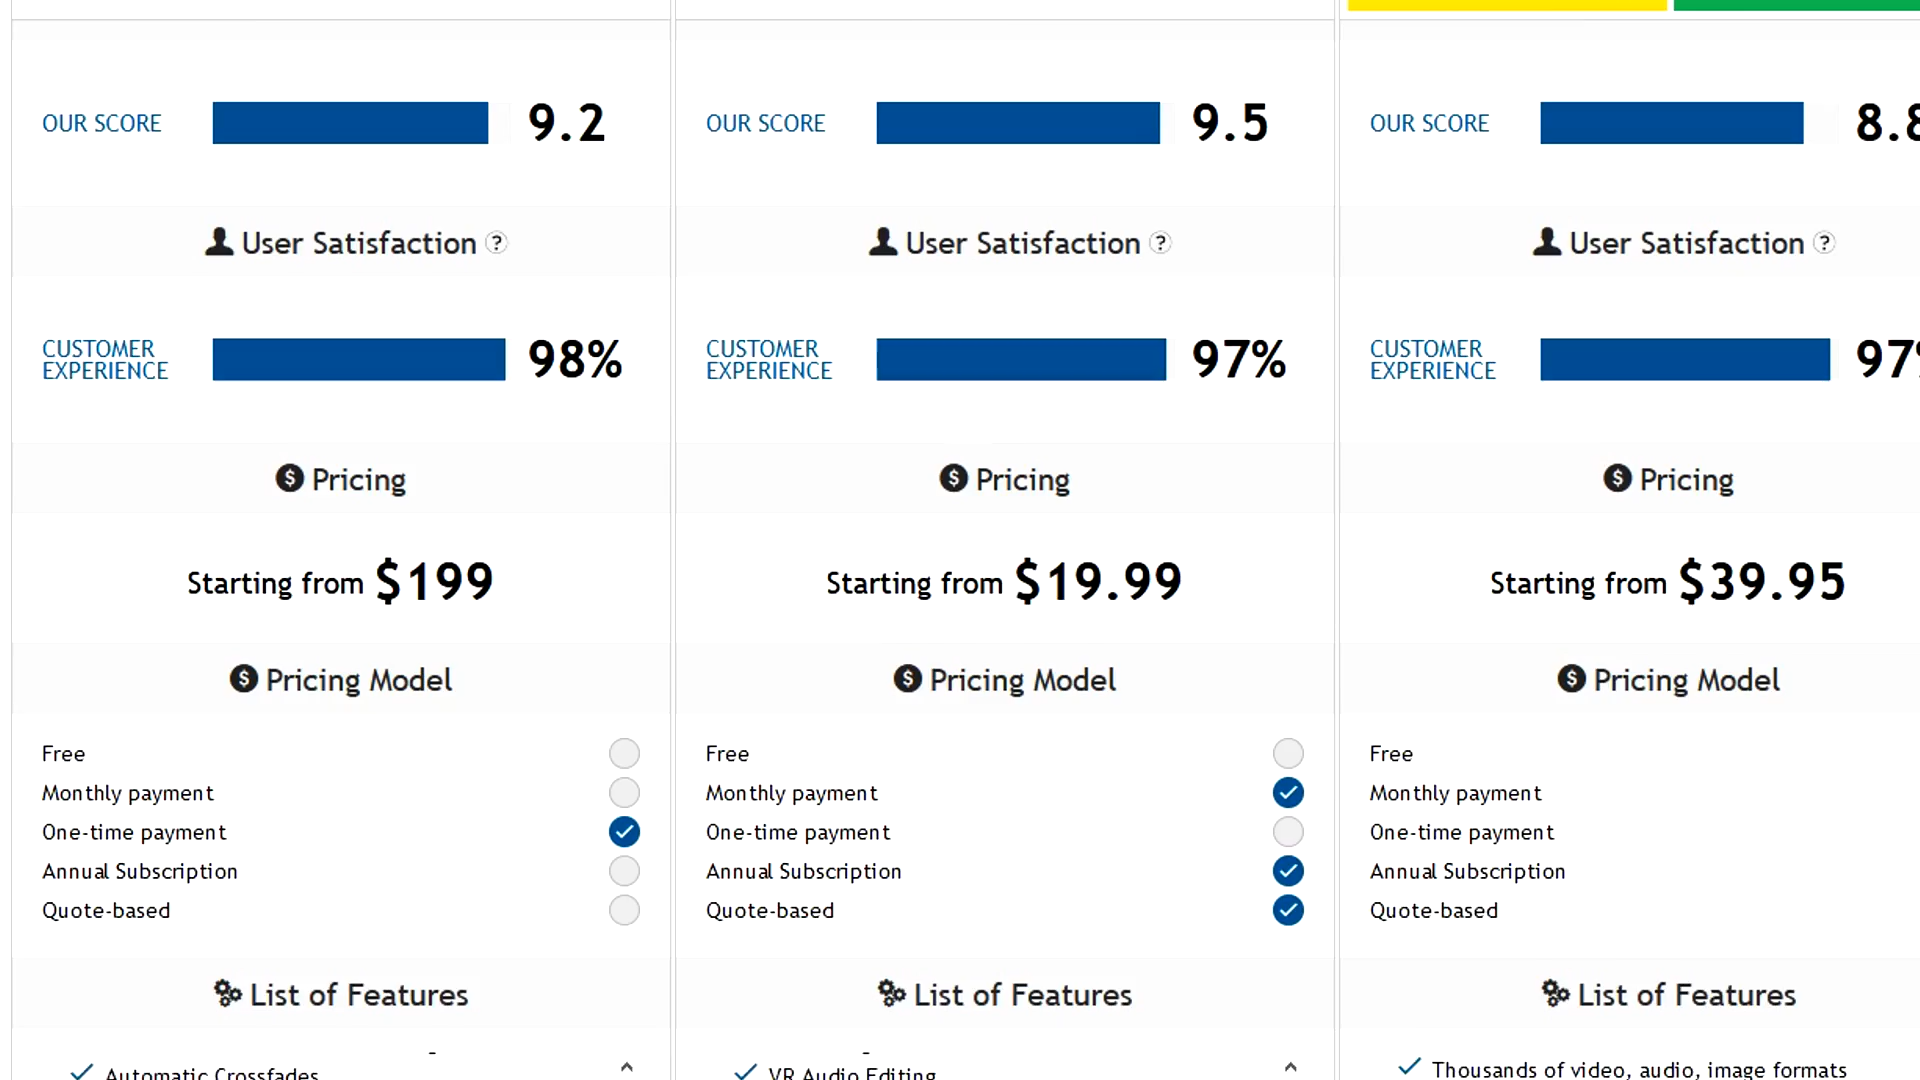 OUR SCORE 9.2
User Satisfaction ?
CUSTOMER
EXPERIENCE 98%
$ Pricing
Starting from $199
$ Pricing Model
Free
Monthly payment
One-time payment
Annual Subscription
Quote-based
List of Features
Automatic Crossfades
OUR SCORE 9.5
User Satisfaction ?
CUSTOMER
EXPERIENCE 97%
$ Pricing
Starting from $19.99
$ Pricing Model
Free
Monthly payment
One-time payment
Annual Subscription
Quote-based
List of Features
VR Audio Editing
OUR SCORE 8.8
User Satisfaction ?
CUSTOMER
EXPERIENCE 97%
$ Pricing
Starting from $39.95
$ Pricing Model
Free
Monthly payment
One-time payment
Annual Subscription
Quote-based
List of Features
Thousands of video, audio, image formats